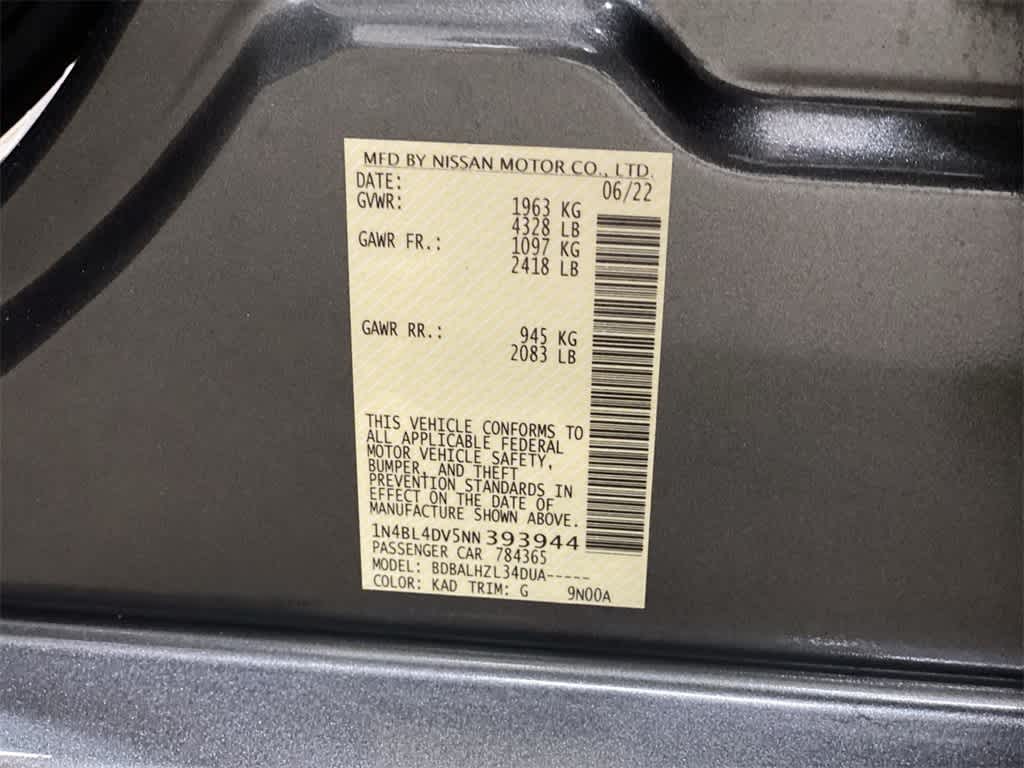 MFD BY NISSAN MOTOR CO., LTD.
DATE: 06/22
GVWR: 1963 KG
4328 LB
GAWR FR.: 1097 KG
2418 LB
GAWR RR.: 945 KG
2083 LB
THIS VEHICLE CONFORMS TO
ALL APPLICABLE FEDERAL
MOTOR VEHICLE SAFETY,
BUMPER, AND THEFT
PREVENTION STANDARDS IN
EFFECT ON THE DATE OF
MANUFACTURE SHOWN ABOVE.
1N4BL4DV5NN393944
PASSENGER CAR 784365
MODEL: BDBALHZL34DUA-----
COLOR: KAD TRIM: G 9N00A